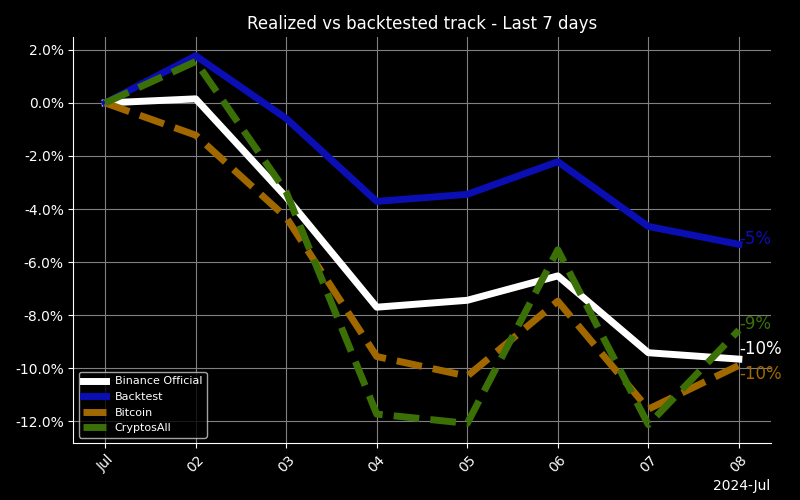 Realized vs backtested track - Last 7 days
2.0%
0.0%
-2.0%
-4.0%
-6.0%
-8.0%
-10.0%
-12.0%
-5%
-9%
-10%
-10%
Binance Official
Backtest
Bitcoin
CryptosAll
Jul 02 03 04 05 06 07 08
2024-Jul